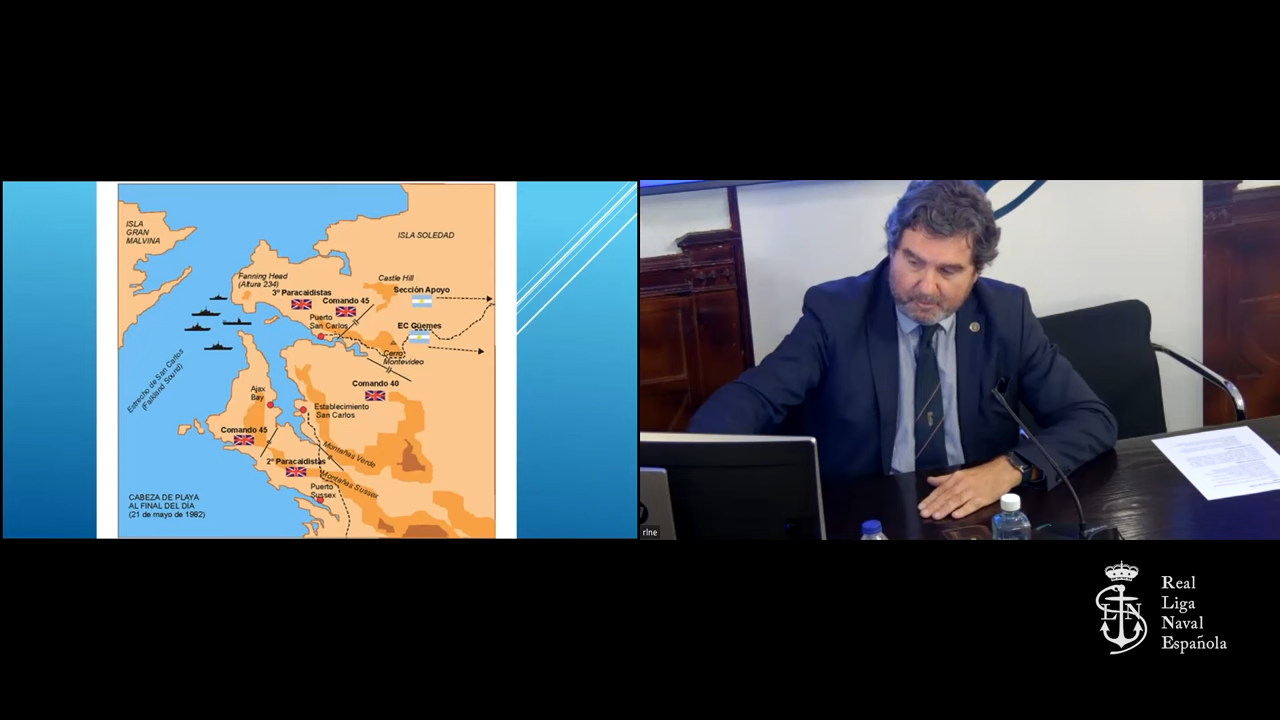 ISLA
GRAN
MALVINA
ISLA SOLEDAD
Fanning Head
(Altura 234)
Castle Hill
3º Paracaidistas
Sección Apoyo
Comando 45
Puerto
San Carlos
EC Güemes
Cerro
Montevideo
Estrecho de San Carlos
(Falkland Sound)
Comando 40
Ajax
Bay
Establecimiento
San Carlos
Comando 45
Montañas Verde
2º Paracaidistas
Montañas Sussex
Puerto
Sussex
CABEZA DE PLAYA
AL FINAL DEL DÍA
(21 de mayo de 1982)
rine
LN
Real
Liga
Naval
Española